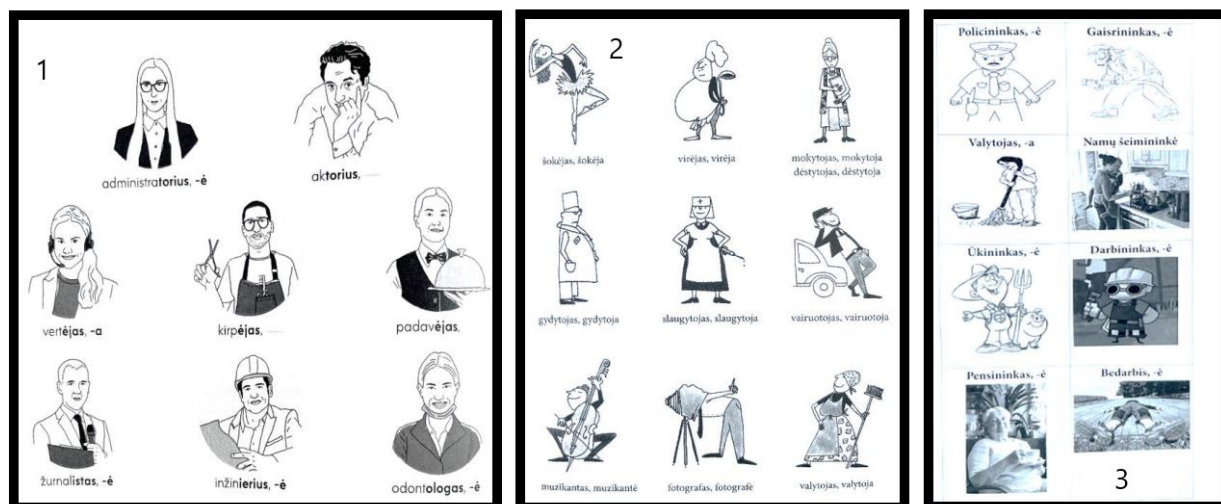 1
administratorius, -ė
aktorius,
vertėjas, -a
kirpėjas,
padavėjas,
žurnalistas, -ė
inžinierius, -ė
odontologas, -ė
2
šokėjas, šokėja
virėjas, virėja
mokytojas, mokytoja
dėstytojas, dėstytoja
gydytojas, gydytoja
slaugytojas, slaugytoja
vairuotojas, vairuotoja
muzikantas, muzikantė
fotografas, fotografė
valytojas, valytoja
Policininkas, -ė
Gaisrininkas, -ė
Valytojas, -a
Namų šeimininkė
Ūkininkas, -ė
Darbininkas, -ė
Pensininkas, -ė
Bedarbis, -ė
3